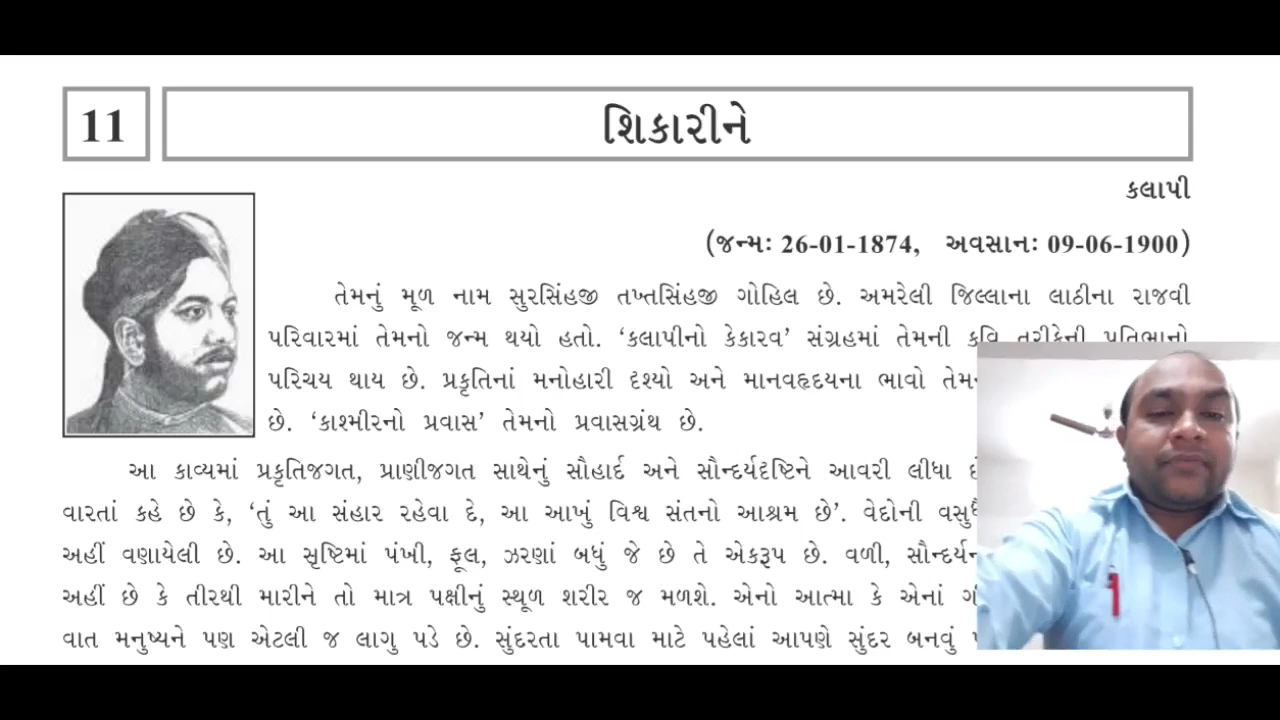 11
શિકારીને
કલાપી
(જન્મઃ 26-01-1874, અવસાનઃ 09-06-1900)
તેમનું મૂળ નામ સુરસિંહજી તખ્તસિંહજી ગોહિલ છે. અમરેલી જિલ્લાના લાઠીના રાજવી
પરિવારમાં તેમનો જન્મ થયો હતો. ‘કલાપીનો કેકારવ’ સંગ્રહમાં તેમની કવિ તરીકેની પ્રતિભાનો
પરિચય થાય છે. પ્રકૃતિનાં મનોહારી દૃશ્યો અને માનવહૃદયના ભાવો
છે. ‘કાશ્મીરનો પ્રવાસ’ તેમનો પ્રવાસગ્રંથ છે.
આ કાવ્યમાં પ્રકૃતિજગત, પ્રાણીજગત સાથેનું સૌહાર્દ અને સૌન્દર્યદૃષ્ટિને આવરી લીધા
વારતાં કહે છે કે, ‘તું આ સંહાર રહેવા દે, આ આખું વિશ્વ સંતનો આશ્રમ છે’. વેદોની
અહીં વણાયેલી છે. આ સૃષ્ટિમાં પંખી, ફૂલ, ઝરણાં બધું જે છે તે એકરૂપ છે. વળી,
અહીં છે કે તીરથી મારીને તો માત્ર પક્ષીનું સ્થૂળ શરીર જ મળશે. એનો આત્મા કે એનાં
વાત મનુષ્યને પણ એટલી જ લાગુ પડે છે. સુંદરતા પામવા માટે પહેલાં આપણે સુંદર બનવું